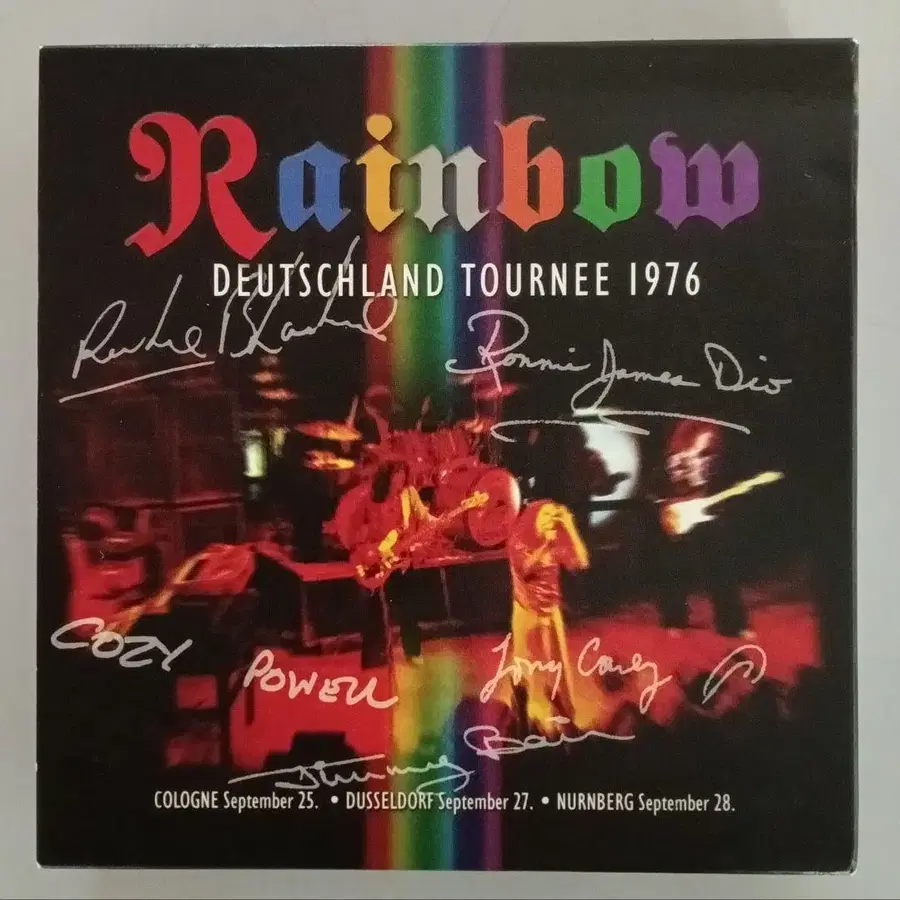 Rainbow
DEUTSCHLAND TOURNEE 1976
Ritchie Blackmore
Ronnie James Dio
COZY
POWELL
Tony Carey
Jimmy Bain
COLOGNE September 25. • DUSSELDORF September 27. • NURNBERG September 28.